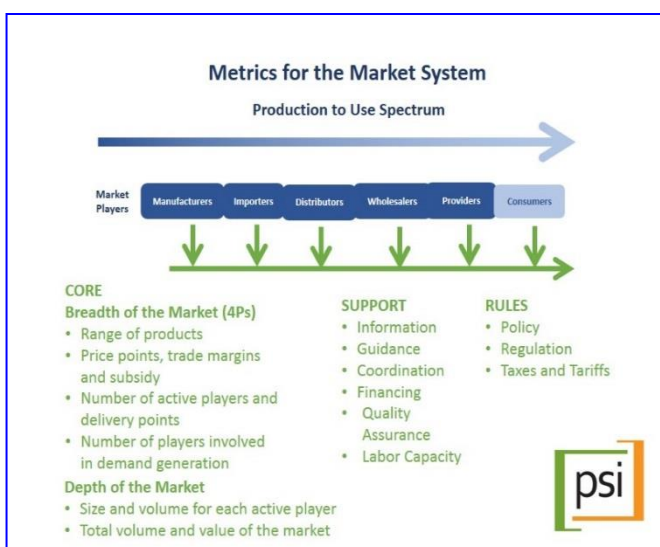 Metrics for the Market System
Production to Use Spectrum
Market
Players
Manufacturers
Importers
Distributors
Wholesalers
Providers
Consumers
CORE
Breadth of the Market (4Ps)
• Range of products
• Price points, trade margins
and subsidy
• Number of active players and
delivery points
• Number of players involved
in demand generation
Depth of the Market
• Size and volume for each active player
• Total volume and value of the market
SUPPORT
• Information
• Guidance
• Coordination
• Financing
• Quality
Assurance
• Labor Capacity
RULES
• Policy
• Regulation
• Taxes and Tariffs
psi